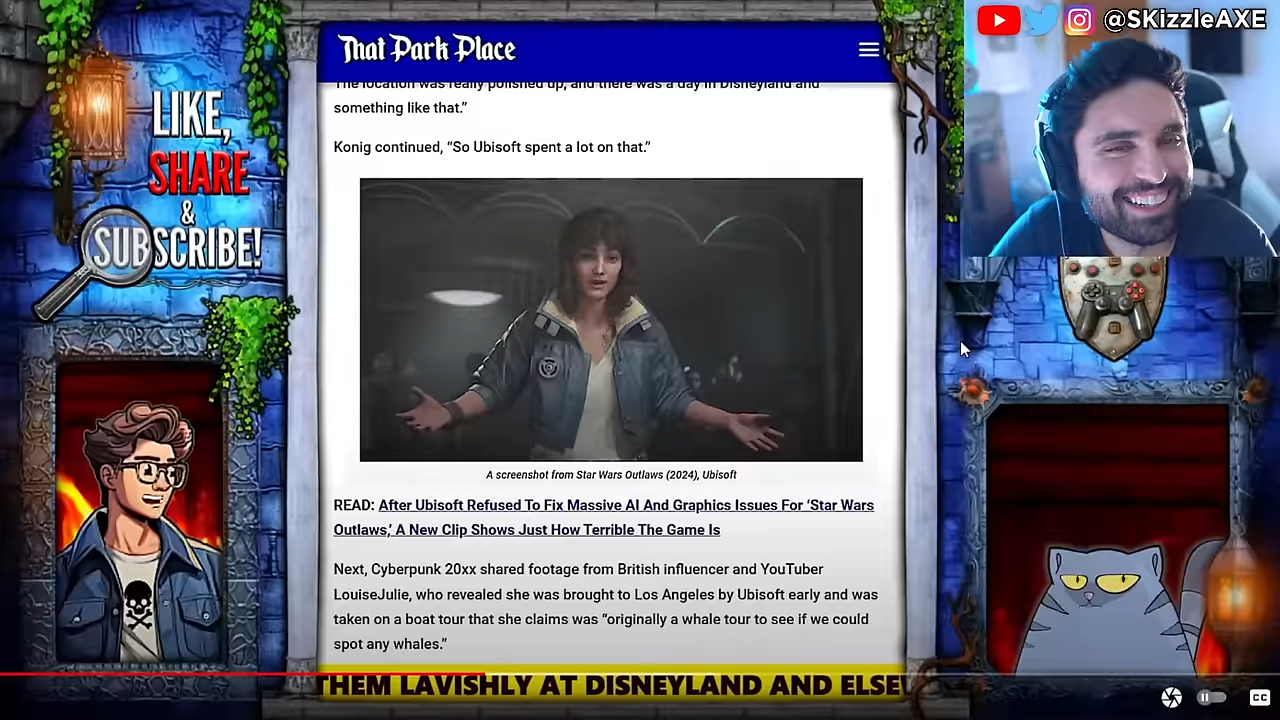 That Park Place
@SKizzleAXE
LIKE,
SHARE
&
SUBSCRIBE!
The location was really polished up, and there was a day in Disneyland and
something like that.”
Konig continued, “So Ubisoft spent a lot on that.”
A screenshot from Star Wars Outlaws (2024), Ubisoft
READ: After Ubisoft Refused To Fix Massive AI And Graphics Issues For ‘Star Wars
Outlaws,’ A New Clip Shows Just How Terrible The Game Is
Next, Cyberpunk 20xx shared footage from British influencer and YouTuber
LouiseJulie, who revealed she was brought to Los Angeles by Ubisoft early and was
taken on a boat tour that she claims was “originally a whale tour to see if we could
spot any whales.”
THEM LAVISHLY AT DISNEYLAND AND ELSE
CC